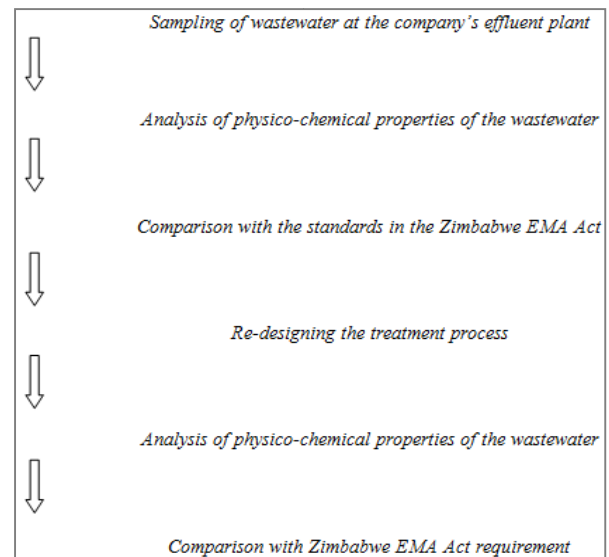 Sampling of wastewater at the company’s effluent plant
Analysis of physico-chemical properties of the wastewater
Comparison with the standards in the Zimbabwe EMA Act
Re-designing the treatment process
Analysis of physico-chemical properties of the wastewater
Comparison with Zimbabwe EMA Act requirement